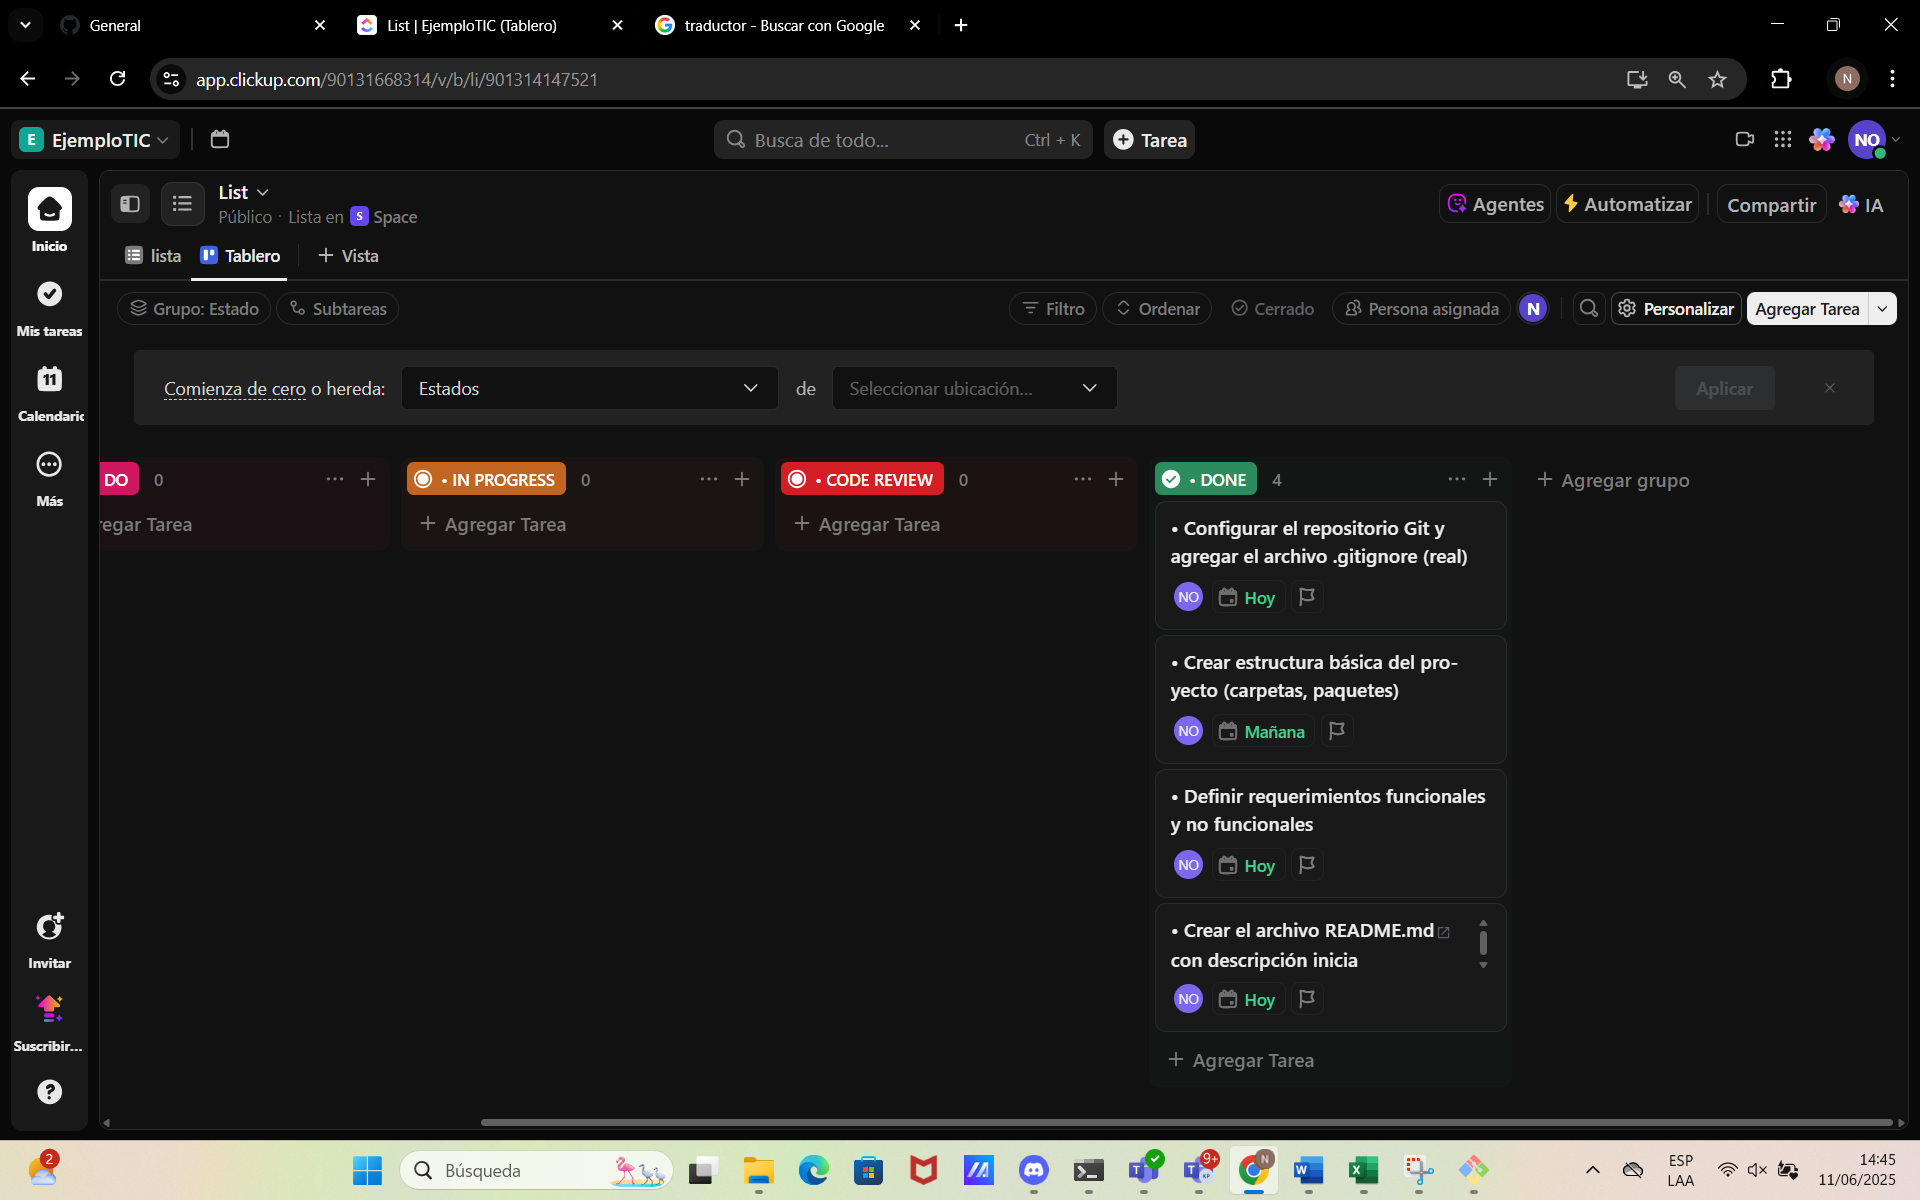 General
List | EjemploTIC (Tablero)
traductor - Buscar con Google
app.clickup.com/90131668314/v/b/li/901314147521
N
E EjemploTIC
Busca de todo... Ctrl + K
Tarea
NO
Inicio
Mis tareas
11
Calendario
Más
Invitar
Suscribir...
List
Público · Lista en S Space
Agentes
Automatizar
Compartir
IA
lista
Tablero
Vista
Grupo: Estado
Subtareas
Filtro
Ordenar
Cerrado
Persona asignada
N
Personalizar
Agregar Tarea
Comienza de cero o hereda: Estados de Seleccionar ubicación... Aplicar
DO 0
regar Tarea
• IN PROGRESS 0
Agregar Tarea
• CODE REVIEW 0
Agregar Tarea
• DONE 4
• Configurar el repositorio Git y
agregar el archivo .gitignore (real)
NO Hoy
• Crear estructura básica del pro-
yecto (carpetas, paquetes)
NO Mañana
• Definir requerimientos funcionales
y no funcionales
NO Hoy
• Crear el archivo README.md
con descripción inicia
NO Hoy
Agregar Tarea
Agregar grupo
2
Búsqueda
9+
N
ESP
LAA
14:45
11/06/2025